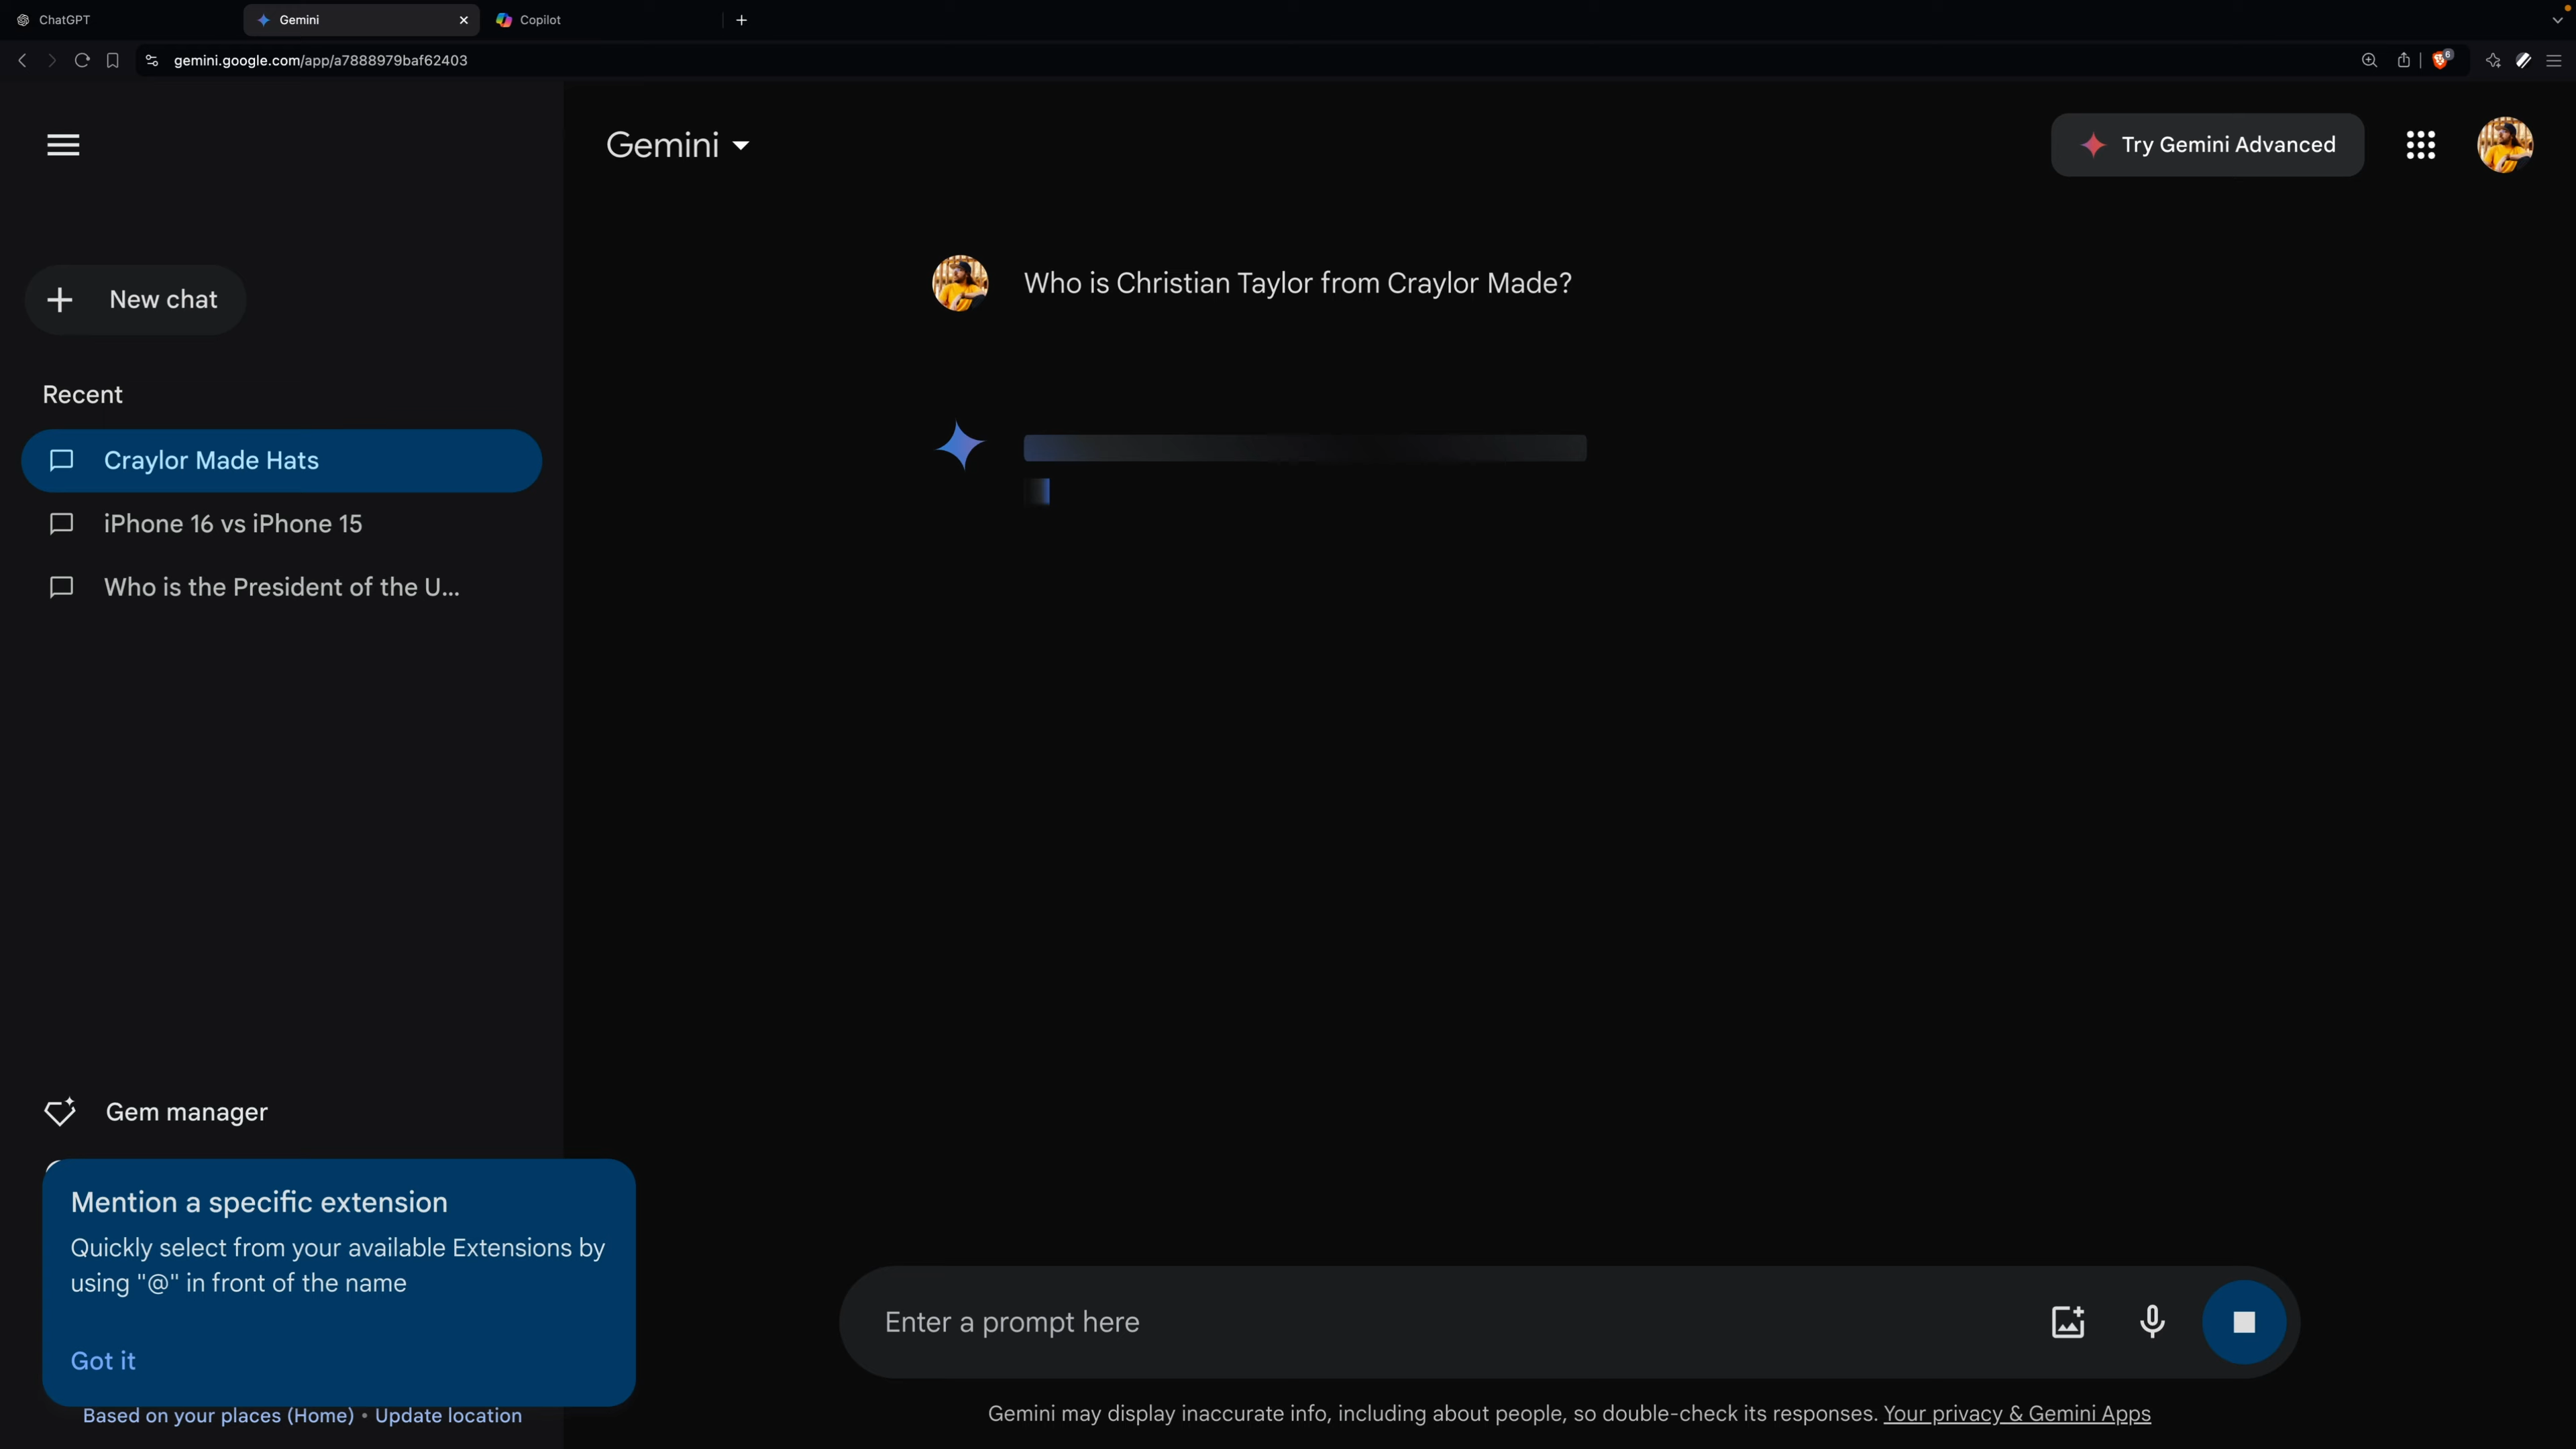 ChatGPT
Gemini
Copilot
gemini.google.com/app/a7888979baf62403
6
Gemini
Try Gemini Advanced
New chat
Recent
Craylor Made Hats
iPhone 16 vs iPhone 15
Who is the President of the U...
Who is Christian Taylor from Craylor Made?
Gem manager
Mention a specific extension
Quickly select from your available Extensions by
using "@" in front of the name
Got it
Based on your places (Home) • Update location
Enter a prompt here
Gemini may display inaccurate info, including about people, so double-check its responses. Your privacy & Gemini Apps